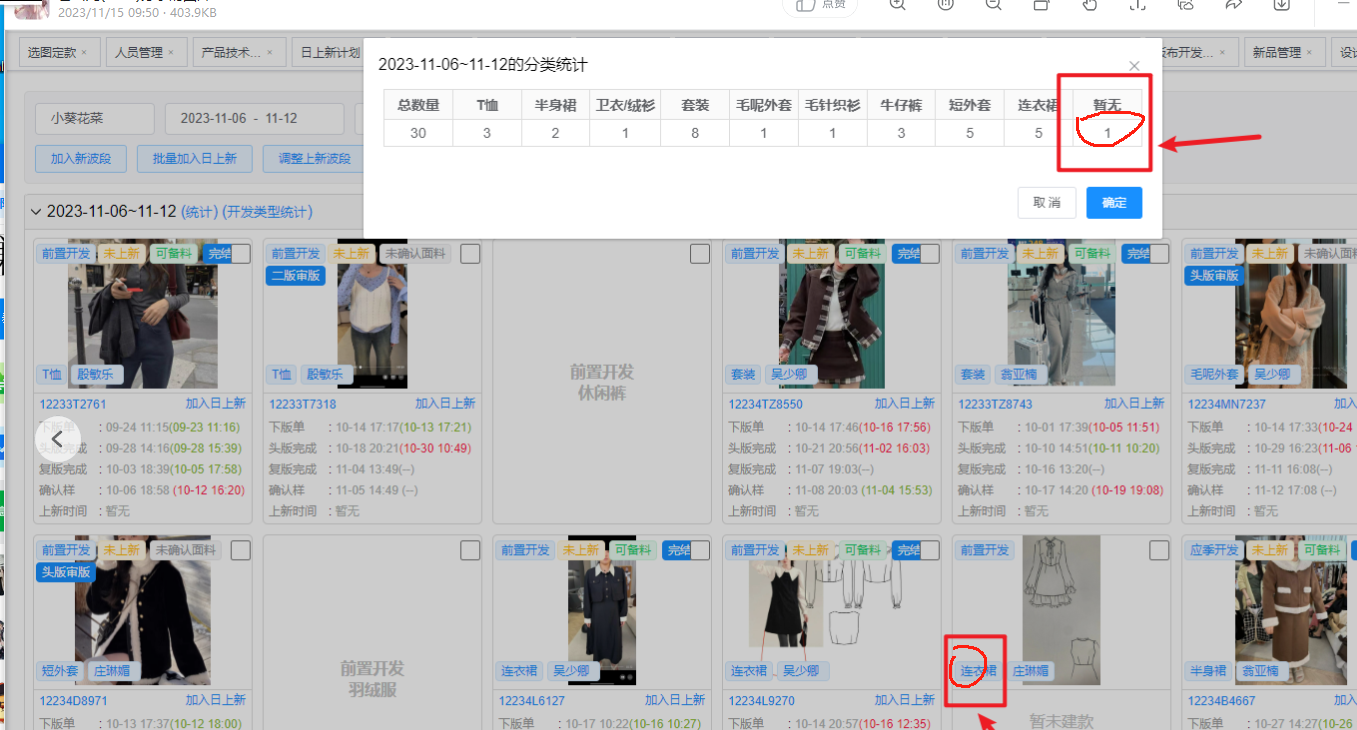 2023/11/15 09:50 · 403.9KB
点赞
选图定款 × 人员管理 × 产品技术... × 日上新计划 布开发... × 新品管理 ×
2023-11-06~11-12的分类统计
总数量 T恤 半身裙 卫衣/绒衫 套装 毛呢外套 毛针织衫 牛仔裤 短外套 连衣裙 暂无
30 3 2 1 8 1 1 3 5 5 1
取消 确定
小葵花菜 2023-11-06 - 11-12
加入新波段 批量加入日上新 调整上新波段
2023-11-06~11-12 (统计) (开发类型统计)
前置开发 未上新 可备料 完结
T恤 殷敏乐
12233T2761 加入日上新
下版单 : 09-24 11:15(09-23 11:16)
头版完成 : 09-28 14:16(09-28 15:39)
复版完成 : 10-03 18:39(10-05 17:58)
确认样 : 10-06 18:58 (10-12 16:20)
上新时间 : 暂无
前置开发 未上新 未确认面料
二版审版
T恤 殷敏乐
12233T7318 加入日上新
下版单 : 10-14 17:17(10-13 17:21)
头版完成 : 10-18 20:21(10-30 10:49)
复版完成 : 11-04 13:49(--)
确认样 : 11-05 14:49 (--)
上新时间 : 暂无
前置开发
休闲裤
前置开发 未上新 可备料 完结
套装 吴少卿
12234TZ8550 加入日上新
下版单 : 10-14 17:46(10-16 17:56)
头版完成 : 10-21 20:56(11-02 16:03)
复版完成 : 11-07 19:03(--)
确认样 : 11-08 20:03 (11-04 15:53)
上新时间 : 暂无
前置开发 未上新 可备料 完结
套装 翁亚楠
12233TZ8743 加入日上新
下版单 : 10-01 17:39(10-05 11:51)
头版完成 : 10-10 14:51(10-11 10:20)
复版完成 : 10-16 13:20(--)
确认样 : 10-17 14:20 (10-19 19:08)
上新时间 : 暂无
前置开发 未上新 未确认面料
头版审版
毛呢外套 吴少卿
12234MN7237 加入
下版单 : 10-14 17:33(10-24
头版完成 : 10-29 16:23(11-06
复版完成 : 11-11 16:08(--)
确认样 : 11-12 17:08 (--)
上新时间 : 暂无
前置开发 未上新 未确认面料
头版审版
短外套 庄琳媚
12234D8971 加入日上新
下版单 : 10-13 17:37(10-12 18:00)
前置开发
羽绒服
前置开发 未上新 可备料 完结
连衣裙 吴少卿
12234L6127 加入日上新
下版单 : 10-17 10:22(10-16 10:27)
前置开发 未上新 可备料 完结
连衣裙 吴少卿
12234L9270 加入日上新
下版单 : 10-14 20:57(10-16 12:35)
前置开发
连衣裙 庄琳媚
暂未建款
应季开发 未上新 可备料
半身裙 翁亚楠
12234B4667 加入
下版单 : 10-27 14:27(10-26